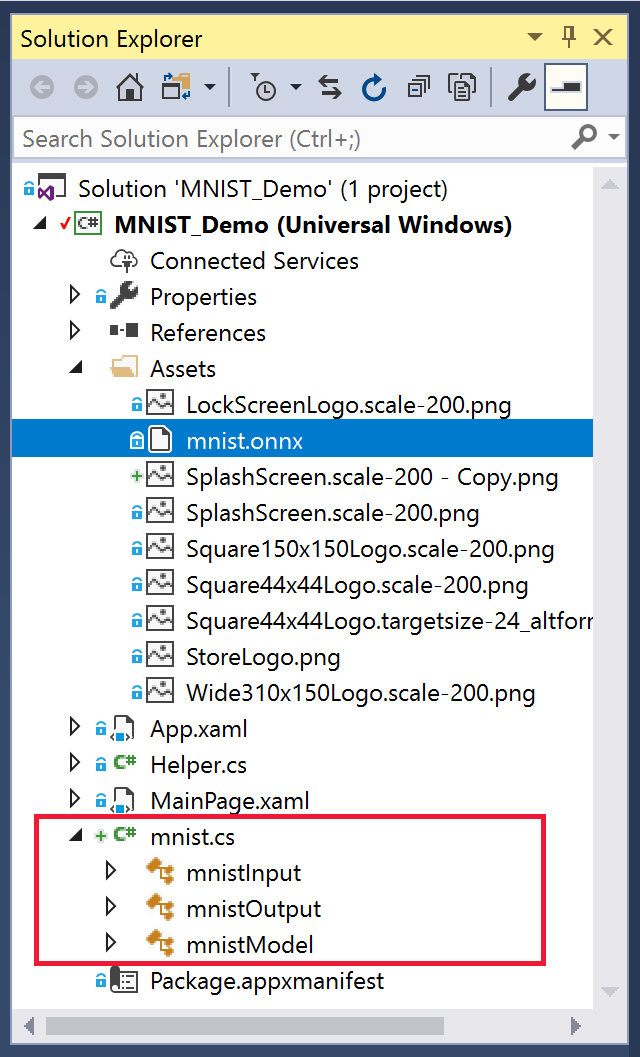 Solution Explorer
Search Solution Explorer (Ctrl+;)
Solution 'MNIST_Demo' (1 project)
C# MNIST_Demo (Universal Windows)
Connected Services
Properties
References
Assets
LockScreenLogo.scale-200.png
mnist.onnx
SplashScreen.scale-200 - Copy.png
SplashScreen.scale-200.png
Square150x150Logo.scale-200.png
Square44x44Logo.scale-200.png
Square44x44Logo.targetsize-24_altforr
StoreLogo.png
Wide310x150Logo.scale-200.png
App.xaml
C# Helper.cs
MainPage.xaml
C# mnist.cs
mnistInput
mnistOutput
mnistModel
Package.appxmanifest